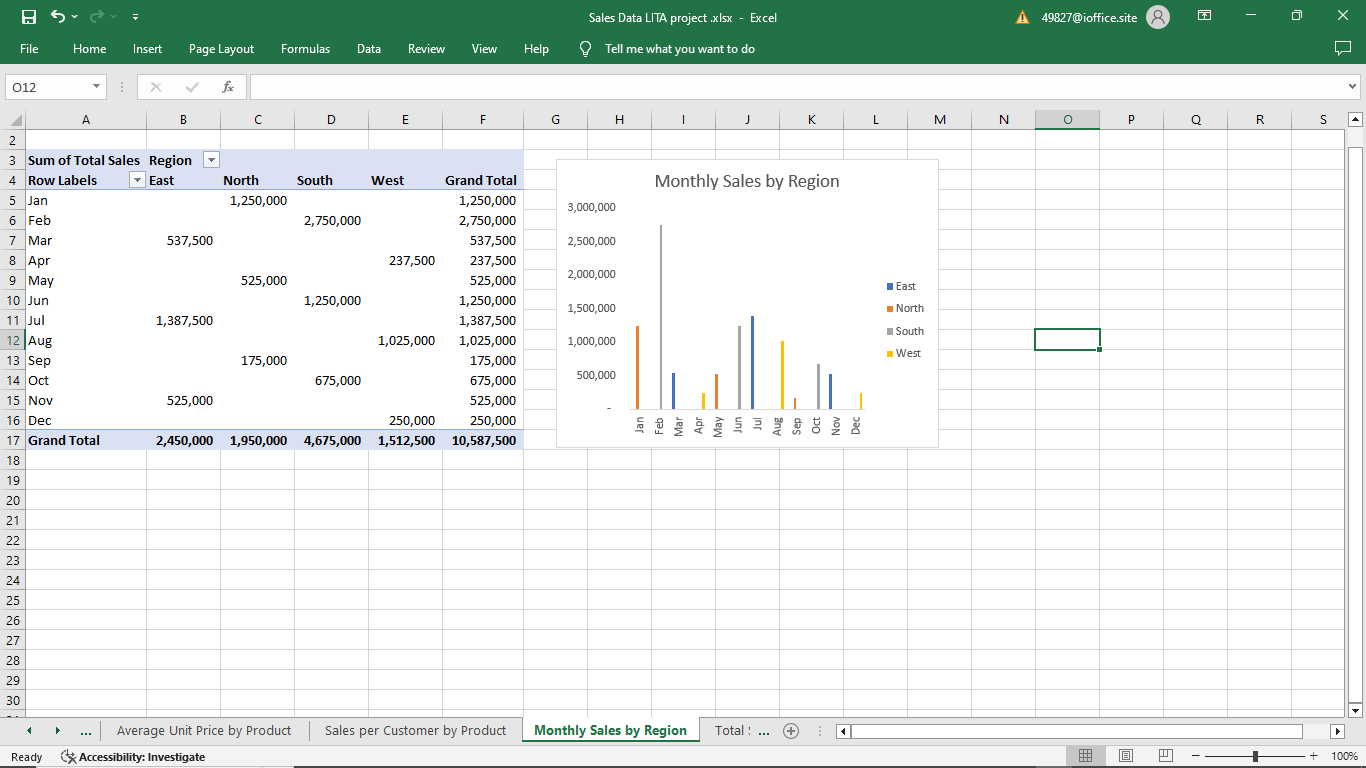 Sales Data LITA project .xlsx - Excel
49827@ioffice.site
File Home Insert Page Layout Formulas Data Review View Help Tell me what you want to do
O12
fx
A B C D E F G H I J K L M N O P Q R S
2
3 Sum of Total Sales Region
4 Row Labels East North South West Grand Total
5 Jan 1,250,000 1,250,000
6 Feb 2,750,000 2,750,000
7 Mar 537,500 537,500
8 Apr 237,500 237,500
9 May 525,000 525,000
10 Jun 1,250,000 1,250,000
11 Jul 1,387,500 1,387,500
12 Aug 1,025,000 1,025,000
13 Sep 175,000 175,000
14 Oct 675,000 675,000
15 Nov 525,000 525,000
16 Dec 250,000 250,000
17 Grand Total 2,450,000 1,950,000 4,675,000 1,512,500 10,587,500
18
19
20
21
22
23
24
25
26
27
28
29
30
Monthly Sales by Region
3,000,000
2,500,000
2,000,000
1,500,000
1,000,000
500,000
-
Jan Feb Mar Apr May Jun Jul Aug Sep Oct Nov Dec
East
North
South
West
... Average Unit Price by Product Sales per Customer by Product Monthly Sales by Region Total ...
Ready Accessibility: Investigate 100%